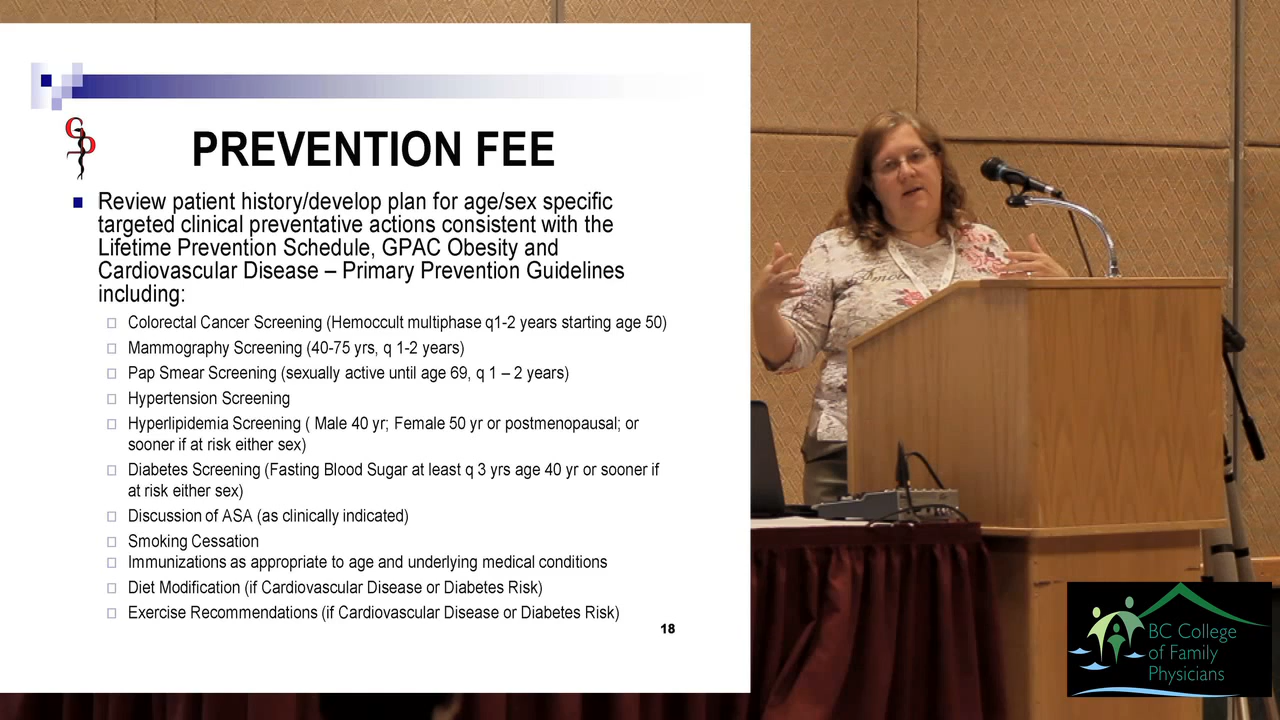 PREVENTION FEE
Review patient history/develop plan for age/sex specific
targeted clinical preventative actions consistent with the
Lifetime Prevention Schedule, GPAC Obesity and
Cardiovascular Disease – Primary Prevention Guidelines
including:
Colorectal Cancer Screening (Hemoccult multiphase q1-2 years starting age 50)
Mammography Screening (40-75 yrs, q 1-2 years)
Pap Smear Screening (sexually active until age 69, q 1 – 2 years)
Hypertension Screening
Hyperlipidemia Screening ( Male 40 yr; Female 50 yr or postmenopausal; or
sooner if at risk either sex)
Diabetes Screening (Fasting Blood Sugar at least q 3 yrs age 40 yr or sooner if
at risk either sex)
Discussion of ASA (as clinically indicated)
Smoking Cessation
Immunizations as appropriate to age and underlying medical conditions
Diet Modification (if Cardiovascular Disease or Diabetes Risk)
Exercise Recommendations (if Cardiovascular Disease or Diabetes Risk)
18
GP
BC College
of Family
Physicians